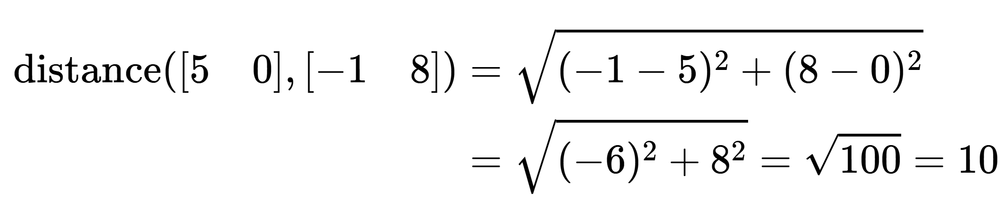 distance([5 0], [−1 8]) = √((−1 − 5)² + (8 − 0)²)
= √((−6)² + 8²) = √100 = 10